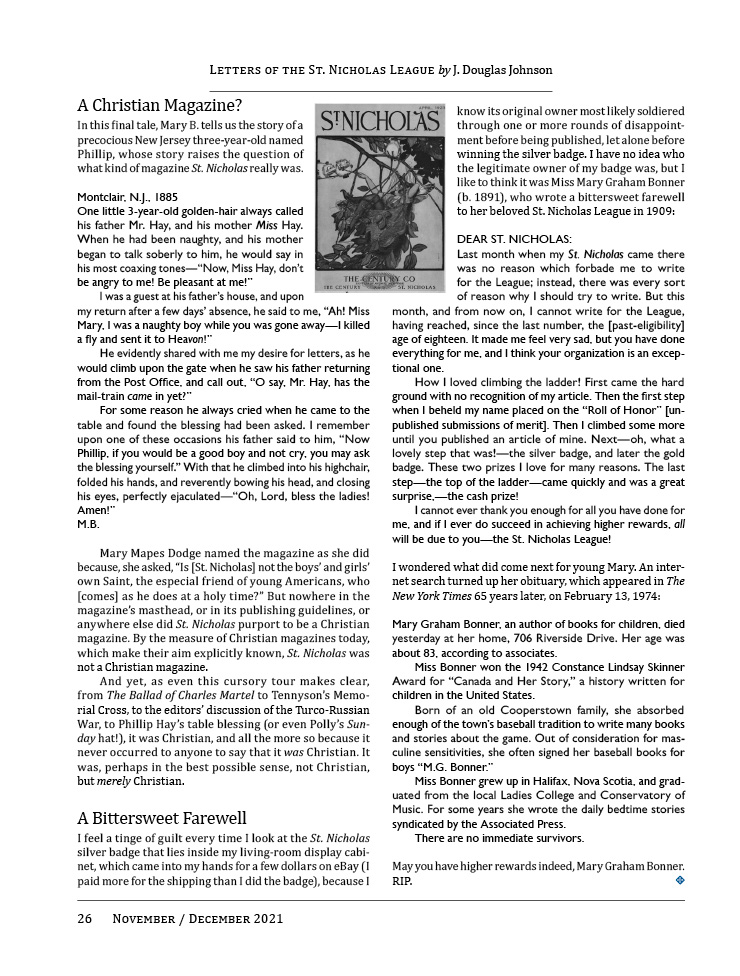 Letters of the St. Nicholas League by J. Douglas Johnson
A Christian Magazine?
In this final tale, Mary B. tells us the story of a
precocious New Jersey three-year-old named
Phillip, whose story raises the question of
what kind of magazine St. Nicholas really was.
Montclair, N.J., 1885
One little 3-year-old golden-hair always called
his father Mr. Hay, and his mother Miss Hay.
When he had been naughty, and his mother
began to talk soberly to him, he would say in
his most coaxing tones—“Now, Miss Hay, don’t
be angry to me! Be pleasant at me!”
I was a guest at his father’s house, and upon
my return after a few days’ absence, he said to me, “Ah! Miss
Mary, I was a naughty boy while you was gone away—I killed
a fly and sent it to Heavon!”
He evidently shared with me my desire for letters, as he
would climb upon the gate when he saw his father returning
from the Post Office, and call out, “O say, Mr. Hay, has the
mail-train came in yet?”
For some reason he always cried when he came to the
table and found the blessing had been asked. I remember
upon one of these occasions his father said to him, “Now
Phillip, if you would be a good boy and not cry, you may ask
the blessing yourself.” With that he climbed into his highchair,
folded his hands, and reverently bowing his head, and closing
his eyes, perfectly ejaculated—“Oh, Lord, bless the ladies!
Amen!”
M.B.
Mary Mapes Dodge named the magazine as she did
because, she asked, “Is [St. Nicholas] not the boys’ and girls’
own Saint, the especial friend of young Americans, who
[comes] as he does at a holy time?” But nowhere in the
magazine’s masthead, or in its publishing guidelines, or
anywhere else did St. Nicholas purport to be a Christian
magazine. By the measure of Christian magazines today,
which make their aim explicitly known, St. Nicholas was
not a Christian magazine.
And yet, as even this cursory tour makes clear,
from The Ballad of Charles Martel to Tennyson’s Memo-
rial Cross, to the editors’ discussion of the Turco-Russian
War, to Phillip Hay’s table blessing (or even Polly’s Sun-
day hat!), it was Christian, and all the more so because it
never occurred to anyone to say that it was Christian. It
was, perhaps in the best possible sense, not Christian,
but merely Christian.
A Bittersweet Farewell
I feel a tinge of guilt every time I look at the St. Nicholas
silver badge that lies inside my living-room display cabi-
net, which came into my hands for a few dollars on eBay (I
paid more for the shipping than I did the badge), because I
ST NICHOLAS
THE CENTURY CO
THE CENTURY ST. NICHOLAS
know its original owner most likely soldiered
through one or more rounds of disappoint-
ment before being published, let alone before
winning the silver badge. I have no idea who
the legitimate owner of my badge was, but I
like to think it was Miss Mary Graham Bonner
(b. 1891), who wrote a bittersweet farewell
to her beloved St. Nicholas League in 1909:
DEAR ST. NICHOLAS:
Last month when my St. Nicholas came there
was no reason which forbade me to write
for the League; instead, there was every sort
of reason why I should try to write. But this
month, and from now on, I cannot write for the League,
having reached, since the last number, the [past-eligibility]
age of eighteen. It made me feel very sad, but you have done
everything for me, and I think your organization is an excep-
tional one.
How I loved climbing the ladder! First came the hard
ground with no recognition of my article. Then the first step
when I beheld my name placed on the “Roll of Honor” [un-
published submissions of merit]. Then I climbed some more
until you published an article of mine. Next—oh, what a
lovely step that was!—the silver badge, and later the gold
badge. These two prizes I love for many reasons. The last
step—the top of the ladder—came quickly and was a great
surprise,—the cash prize!
I cannot ever thank you enough for all you have done for
me, and if I ever do succeed in achieving higher rewards, all
will be due to you—the St. Nicholas League!
I wondered what did come next for young Mary. An inter-
net search turned up her obituary, which appeared in The
New York Times 65 years later, on February 13, 1974:
Mary Graham Bonner, an author of books for children, died
yesterday at her home, 706 Riverside Drive. Her age was
about 83, according to associates.
Miss Bonner won the 1942 Constance Lindsay Skinner
Award for “Canada and Her Story,” a history written for
children in the United States.
Born of an old Cooperstown family, she absorbed
enough of the town’s baseball tradition to write many books
and stories about the game. Out of consideration for mas-
culine sensitivities, she often signed her baseball books for
boys “M.G. Bonner.”
Miss Bonner grew up in Halifax, Nova Scotia, and grad-
uated from the local Ladies College and Conservatory of
Music. For some years she wrote the daily bedtime stories
syndicated by the Associated Press.
There are no immediate survivors.
May you have higher rewards indeed, Mary Graham Bonner.
RIP.
26 November / December 2021